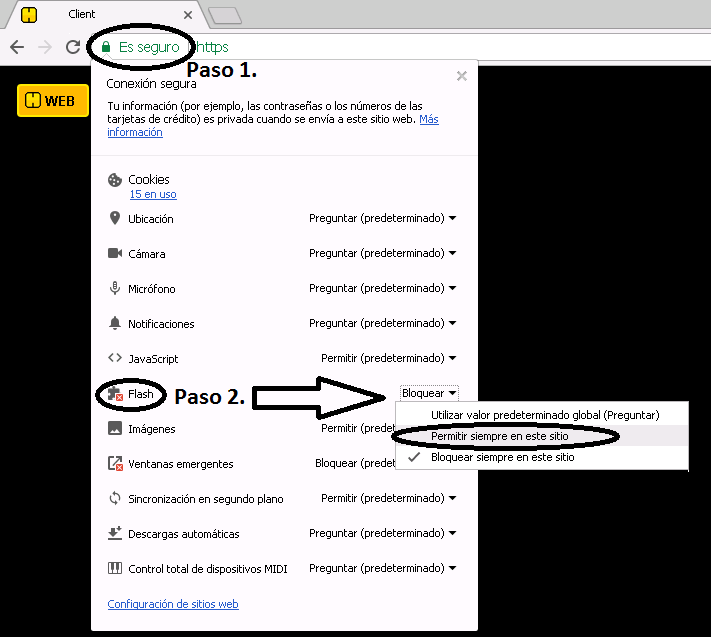 Client
Es seguro https
Paso 1.
WEB
Conexión segura
Tu información (por ejemplo, las contraseñas o los números de las
tarjetas de crédito) es privada cuando se envía a este sitio web. Más
información
Cookies
15 en uso
Ubicación Preguntar (predeterminado)
Cámara Preguntar (predeterminado)
Micrófono Preguntar (predeterminado)
Notificaciones Preguntar (predeterminado)
JavaScript Permitir (predeterminado)
Flash Paso 2. Bloquear
Utilizar valor predeterminado global (Preguntar)
Imágenes Permitir (predet
Permitir siempre en este sitio
Ventanas emergentes Bloquear (predet
Bloquear siempre en este sitio
Sincronización en segundo plano Permitir (predeterminado)
Descargas automáticas Preguntar (predeterminado)
Control total de dispositivos MIDI Preguntar (predeterminado)
Configuración de sitios web